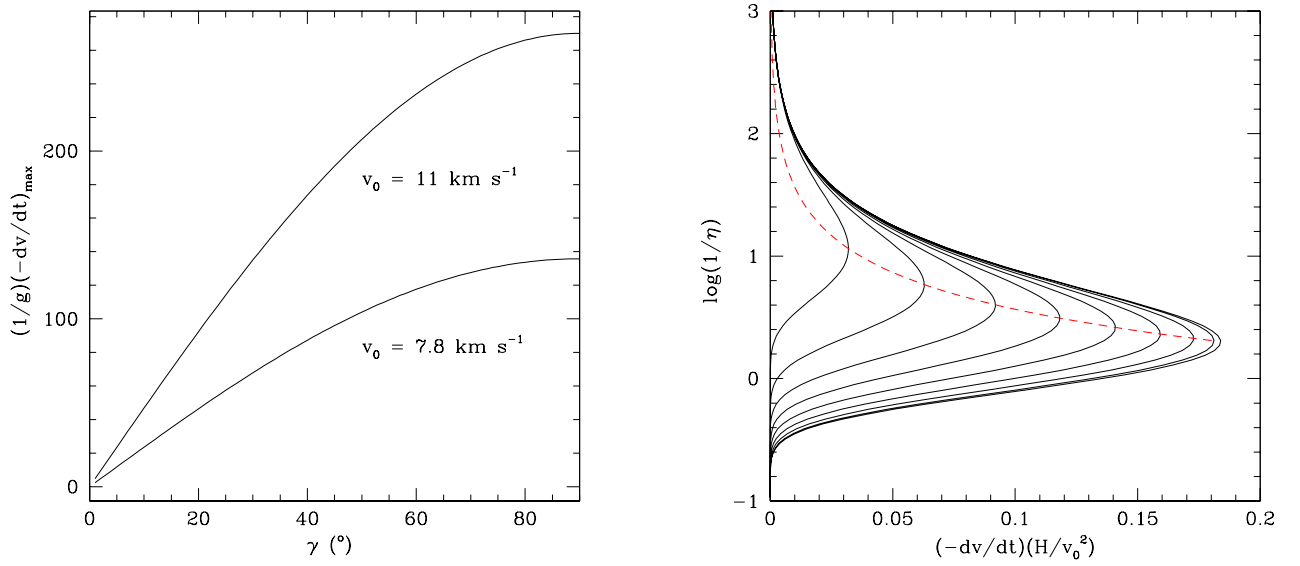 (1/g)(-dv/dt)max
200
100
0
v0 = 11 km s−1
v0 = 7.8 km s−1
0 20 40 60 80
γ (°)
log(1/η)
3
2
1
0
−1
0 0.05 0.1 0.15 0.2
(−dv/dt)(H/v0²)